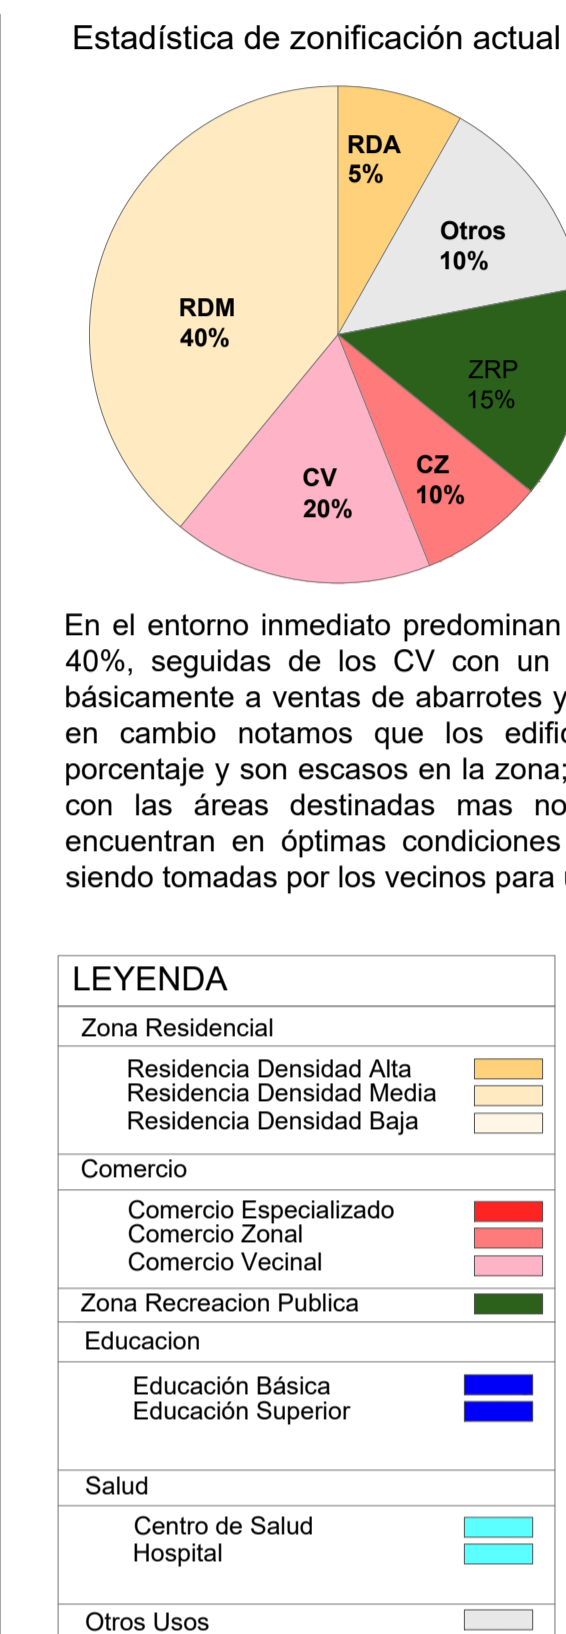 Estadística de zonificación actual
RDA
5%
Otros
10%
RDM
40%
ZRP
15%
CZ
10%
CV
20%
En el entorno inmediato predominan
40%, seguidas de los CV con un
básicamente a ventas de abarrotes y
en cambio notamos que los edific
porcentaje y son escasos en la zona;
con las áreas destinadas mas no
encuentran en óptimas condiciones
siendo tomadas por los vecinos para
LEYENDA
Zona Residencial
Residencia Densidad Alta
Residencia Densidad Media
Residencia Densidad Baja
Comercio
Comercio Especializado
Comercio Zonal
Comercio Vecinal
Zona Recreacion Publica
Educacion
Educación Básica
Educación Superior
Salud
Centro de Salud
Hospital
Otros Usos